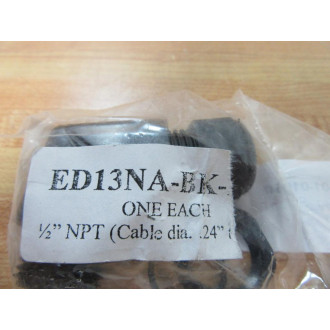 ED13NA-BK-
ONE EACH
½” NPT (Cable dia. .24”